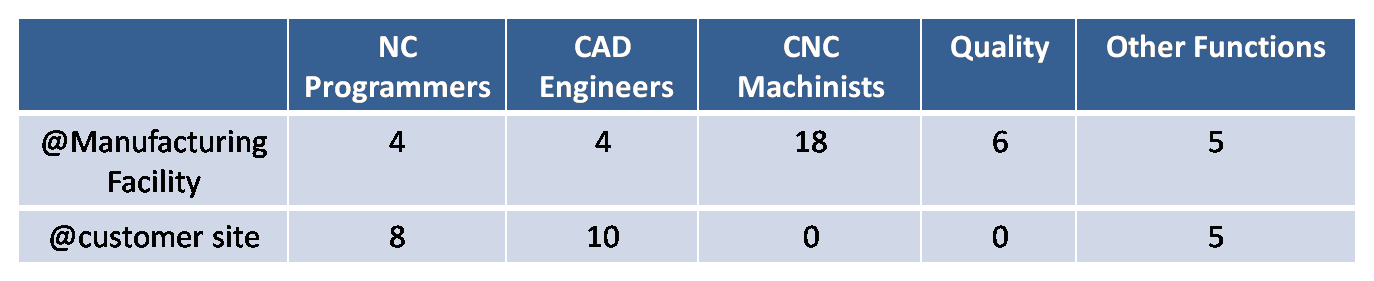 NC Programmers CAD Engineers CNC Machinists Quality Other Functions
@Manufacturing Facility 4 4 18 6 5
@customer site 8 10 0 0 5